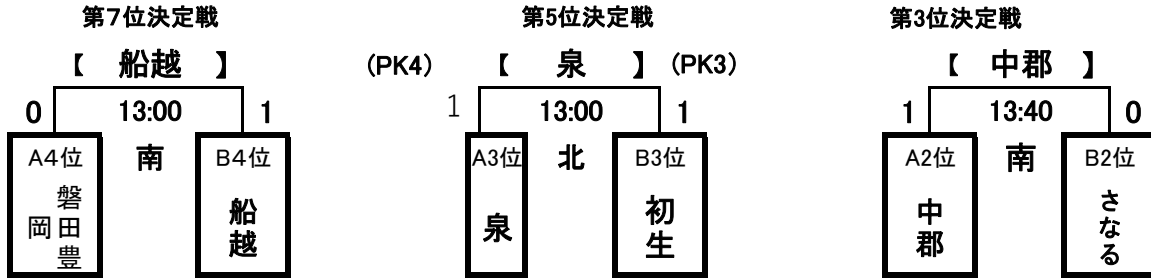 第7位決定戦
【 船越 】
0 13:00 1
南
A4位
磐田豊岡
B4位
船越
第5位決定戦
(PK4) 【 泉 】 (PK3)
1 13:00 1
北
A3位
泉
B3位
初生
第3位決定戦
【 中郡 】
1 13:40 0
南
A2位
中郡
B2位
さなる